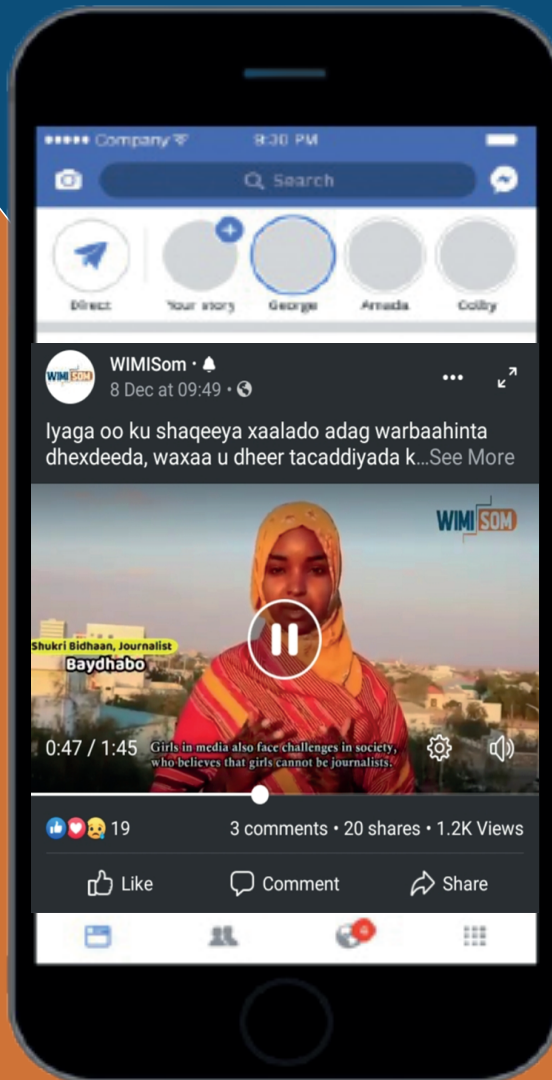 Company
9:30 PM
Search
Direct
Your story
George
Amada
Colby
WIMISOM
WIMISom
8 Dec at 09:49
Iyaga oo ku shaqeeya xaalado adag warbaahinta
dhexdeeda, waxaa u dheer tacaddiyada k...See More
WIMISOM
Shukri Bidhaan, Journalist
Baydhabo
0:47 / 1:45
Girls in media also face challenges in society,
who believes that girls cannot be journalists.
19
3 comments • 20 shares • 1.2K Views
Like
Comment
Share